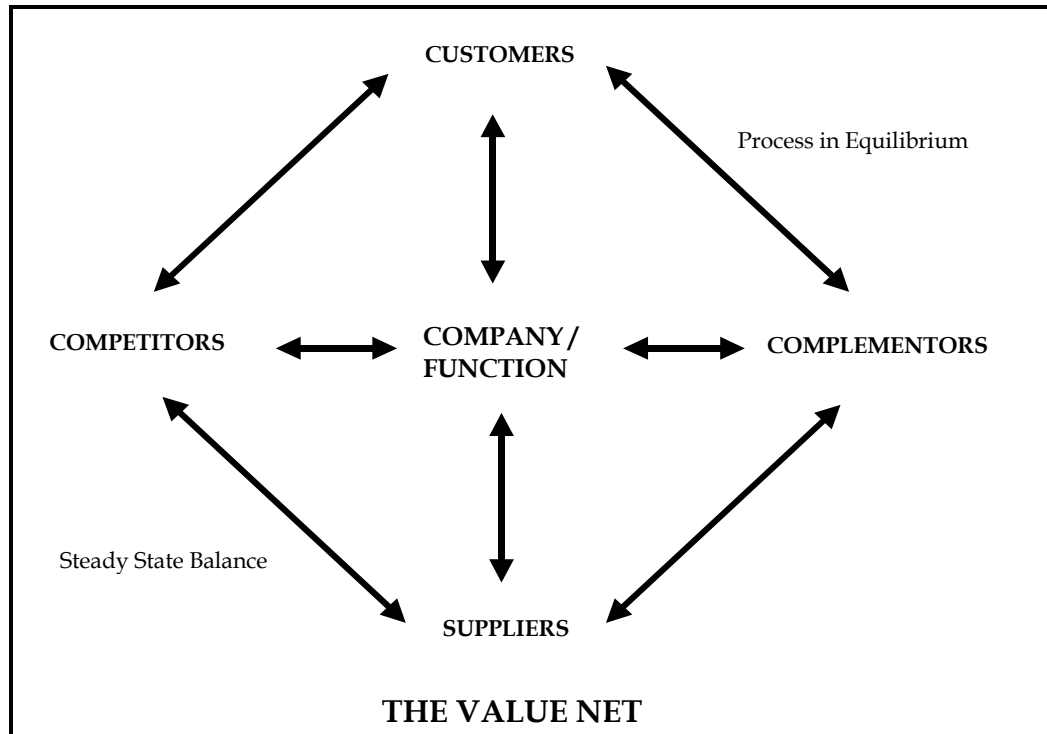 CUSTOMERS
Process in Equilibrium
COMPETITORS
COMPANY/
FUNCTION
COMPLEMENTORS
Steady State Balance
SUPPLIERS
THE VALUE NET